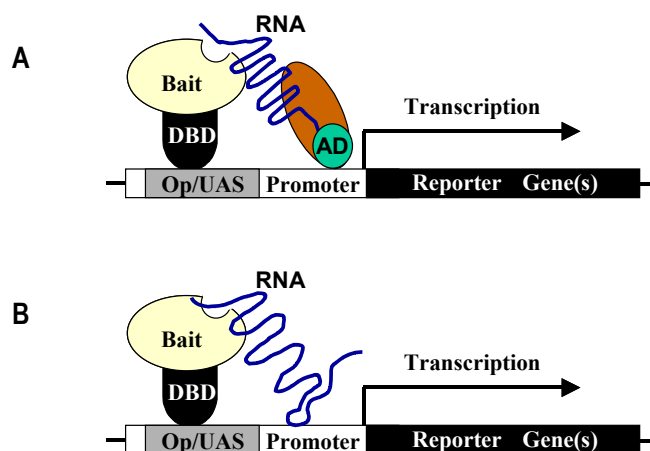 A
RNA
Bait
DBD
AD
Transcription
Op/UAS Promoter Reporter Gene(s)
B
RNA
Bait
DBD
Transcription
Op/UAS Promoter Reporter Gene(s)